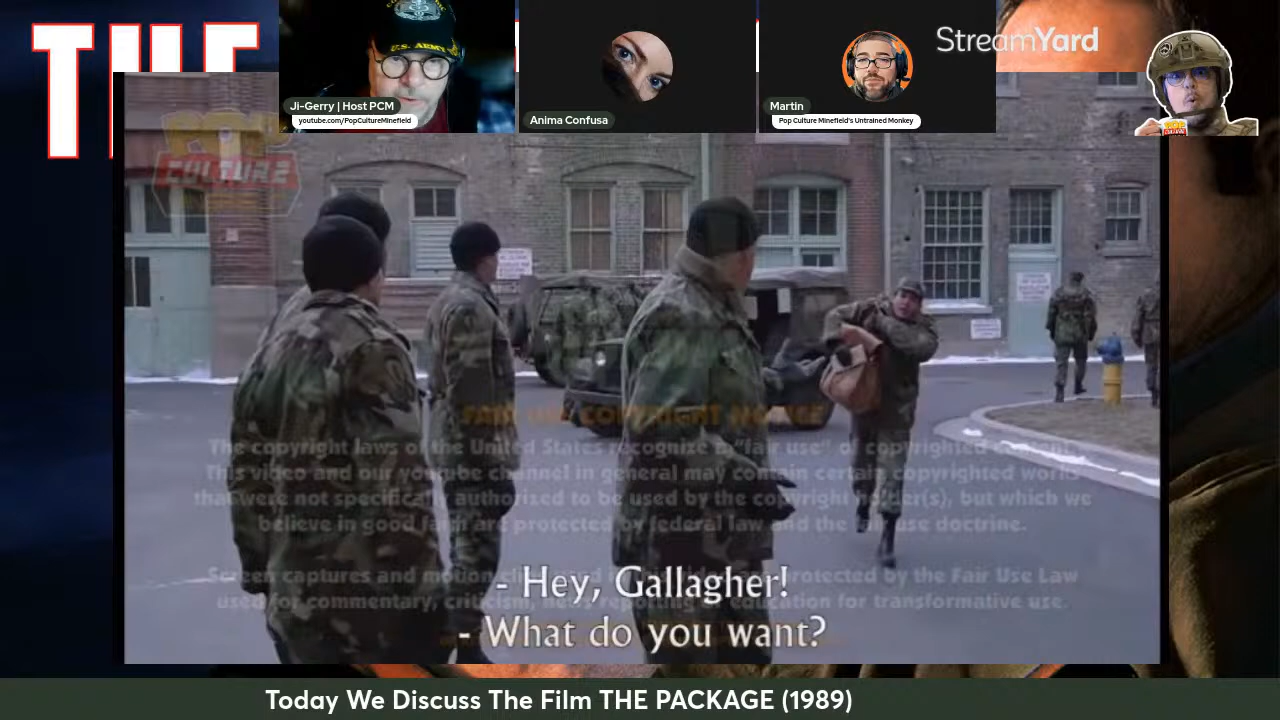 THE
StreamYard
Ji-Gerry | Host PCM
youtube.com/PopCultureMinefield
Anima Confusa
Martin
Pop Culture Minefield's Untrained Monkey
POP
CULTURE
FAIR USE COPYRIGHT NOTICE
The copyright laws of the United States recognize a "fair use" of copyrighted content.
This video and our youtube channel in general may contain certain copyrighted works
that were not specifically authorized to be used by the copyright holder(s), but which we
believe in good faith are protected by federal law and the fair use doctrine.
- Hey, Gallagher!
Screen captures and motion protected by the Fair Use Law
used for commentary, criticism, news reporting or education for transformative use.
- What do you want?
Today We Discuss The Film THE PACKAGE (1989)